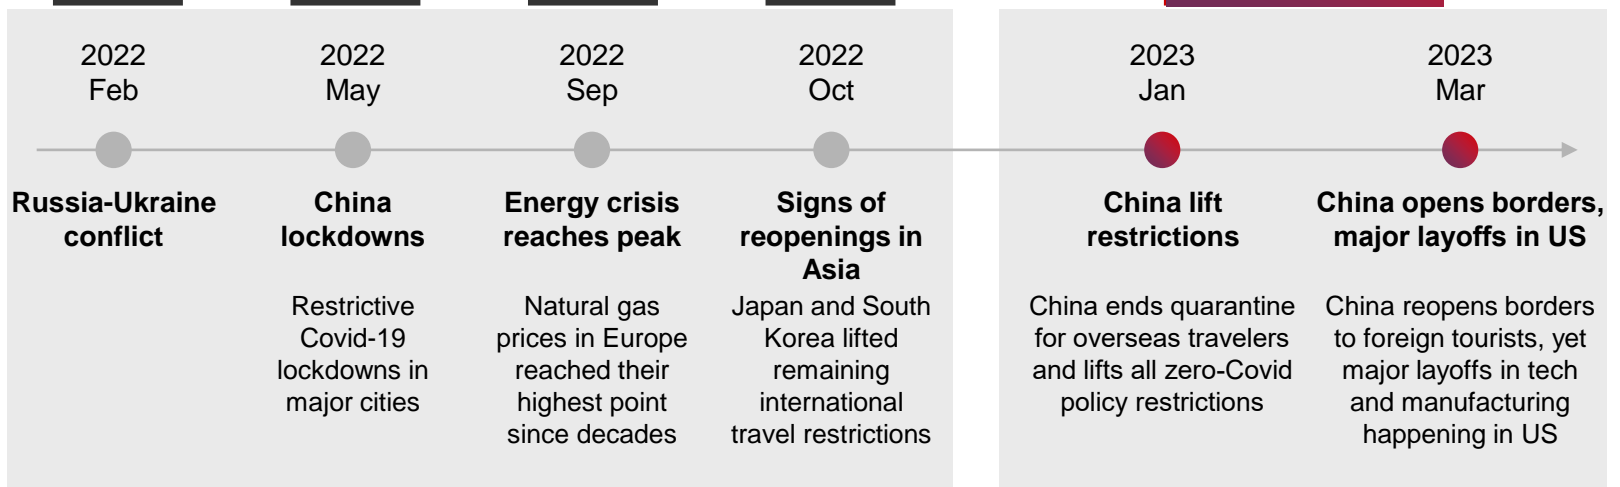 2022
Feb
2022
May
2022
Sep
2022
Oct
2023
Jan
2023
Mar
Russia-Ukraine
conflict
China
lockdowns
Restrictive
Covid-19
lockdowns in
major cities
Energy crisis
reaches peak
Natural gas
prices in Europe
reached their
highest point
since decades
Signs of
reopenings in
Asia
Japan and South
Korea lifted
remaining
international
travel restrictions
China lift
restrictions
China ends quarantine
for overseas travelers
and lifts all zero-Covid
policy restrictions
China opens borders,
major layoffs in US
China reopens borders
to foreign tourists, yet
major layoffs in tech
and manufacturing
happening in US